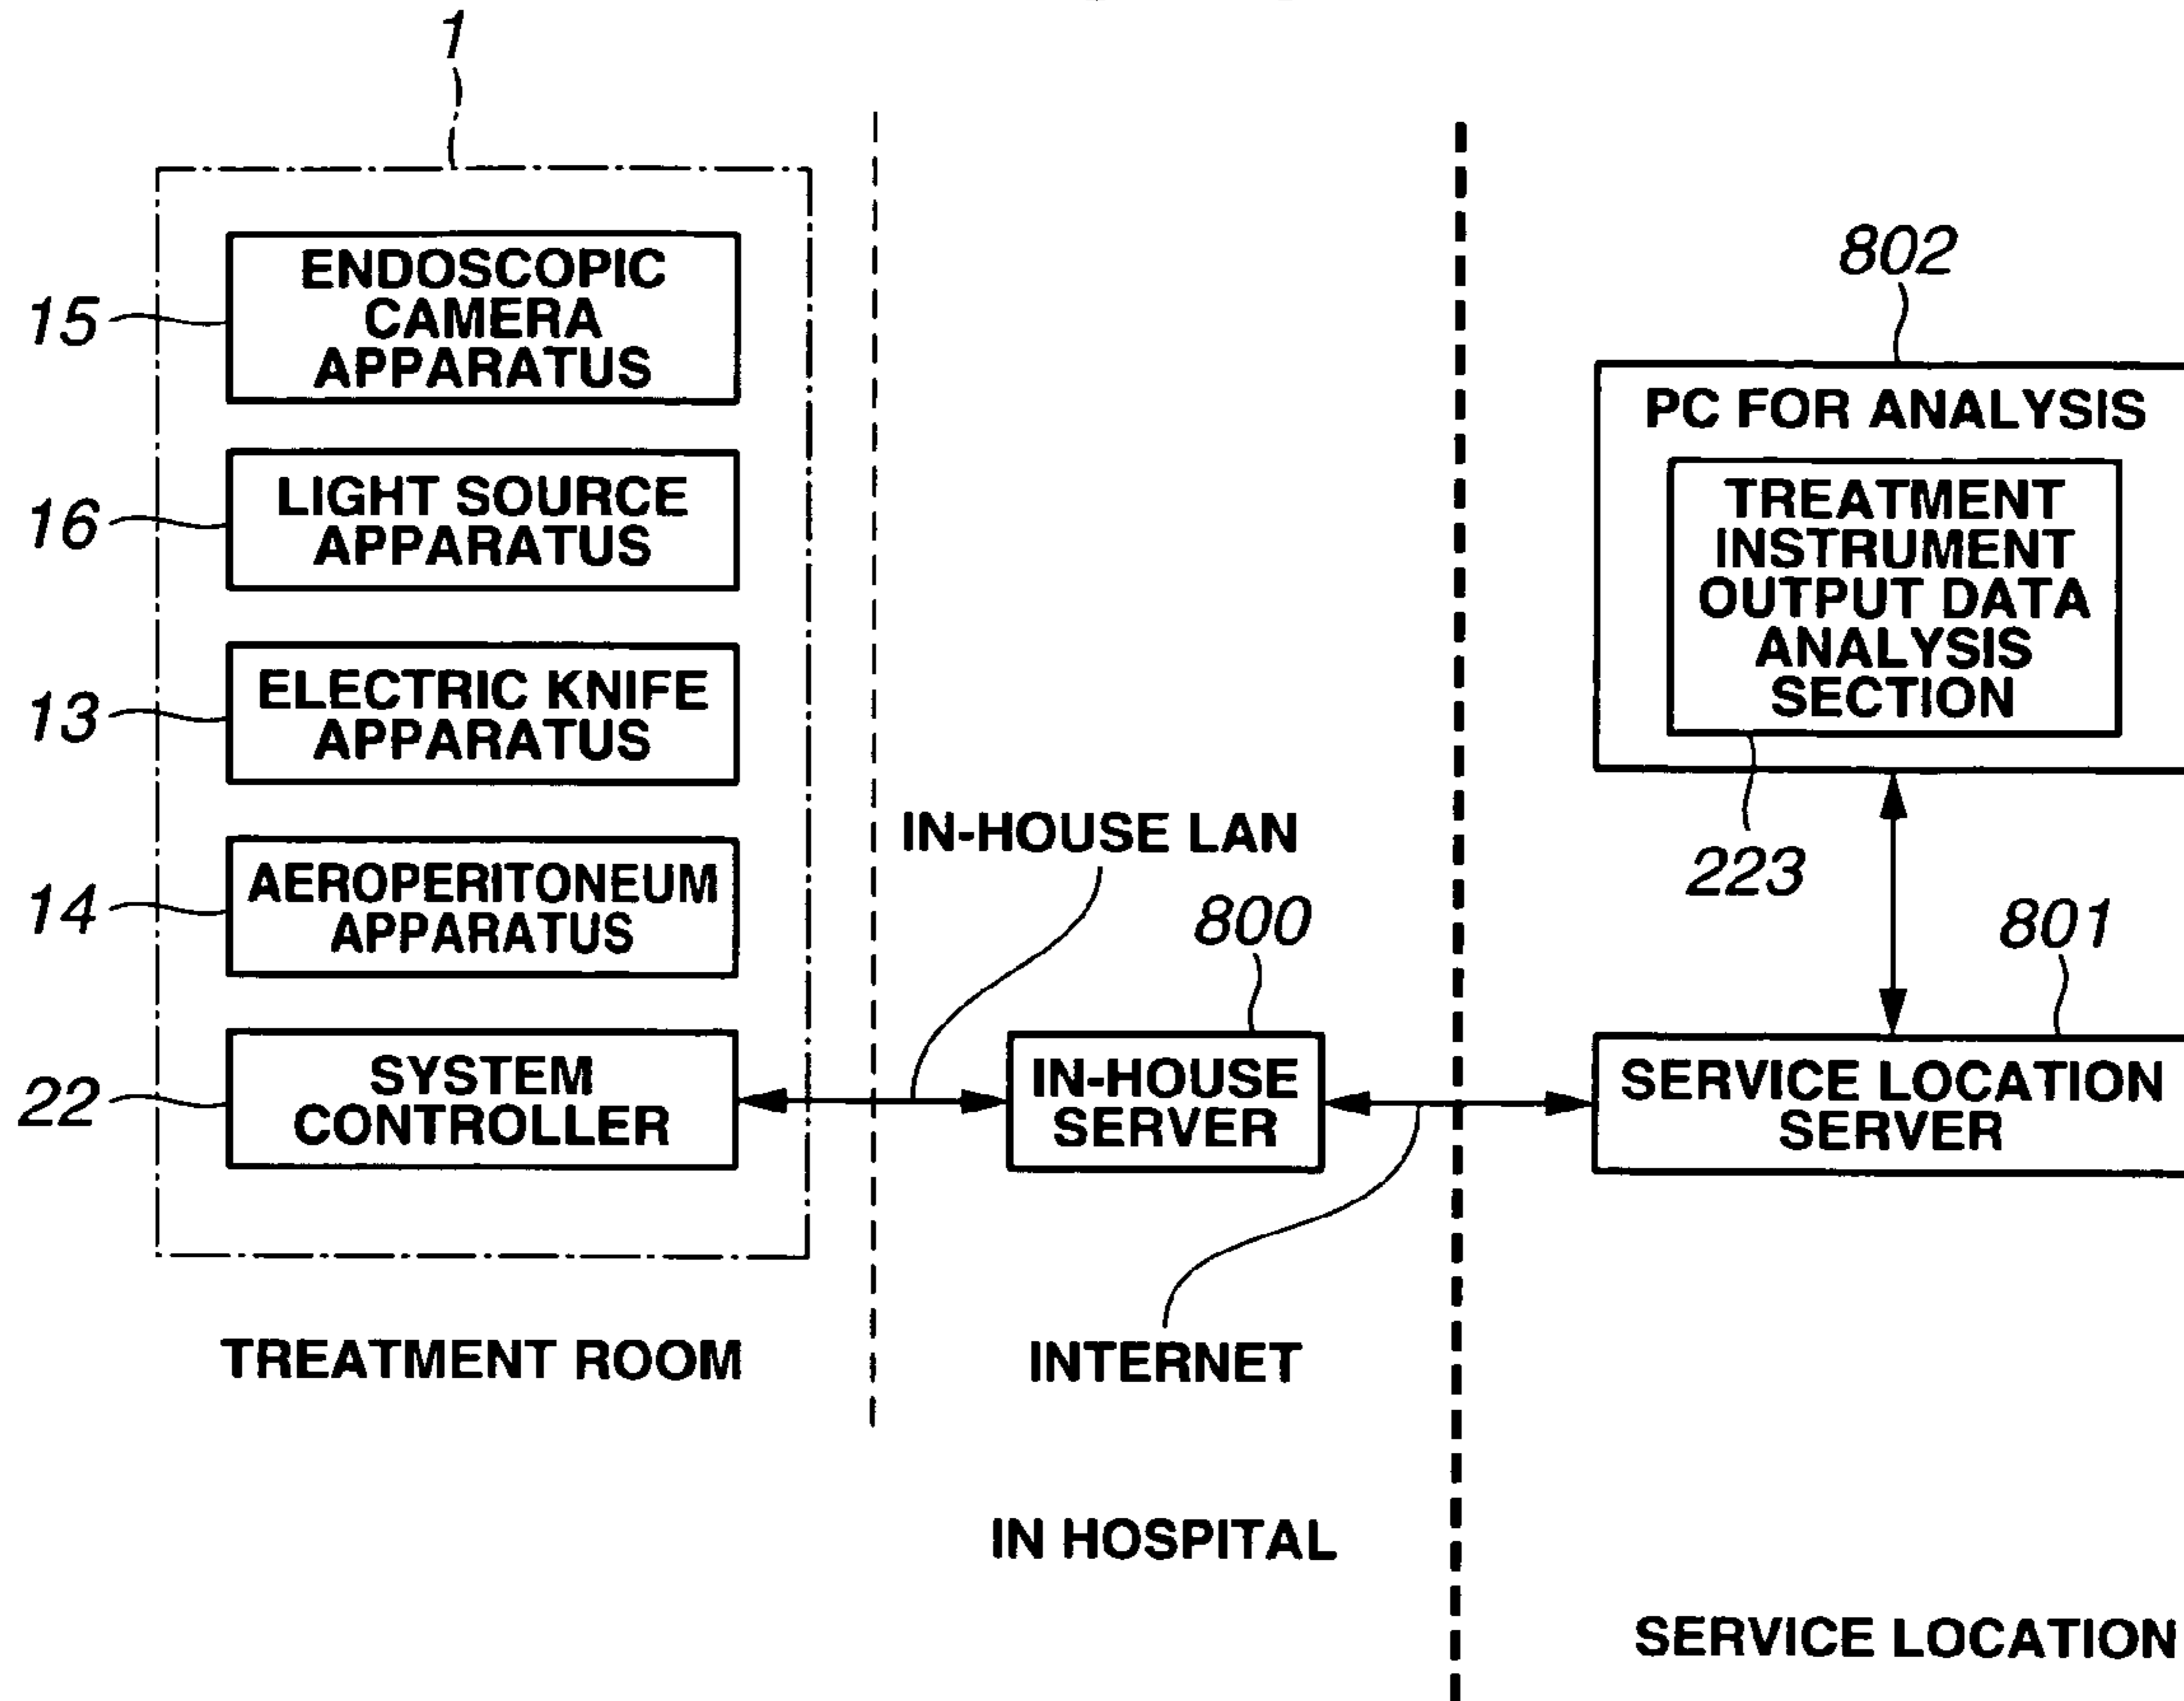 1
15
ENDOSCOPIC
CAMERA
APPARATUS
16
LIGHT SOURCE
APPARATUS
13
ELECTRIC KNIFE
APPARATUS
14
AEROPERITONEUM
APPARATUS
22
SYSTEM
CONTROLLER
TREATMENT ROOM
IN-HOUSE LAN
800
IN-HOUSE
SERVER
INTERNET
IN HOSPITAL
802
PC FOR ANALYSIS
TREATMENT
INSTRUMENT
OUTPUT DATA
ANALYSIS
SECTION
223
801
SERVICE LOCATION
SERVER
SERVICE LOCATION